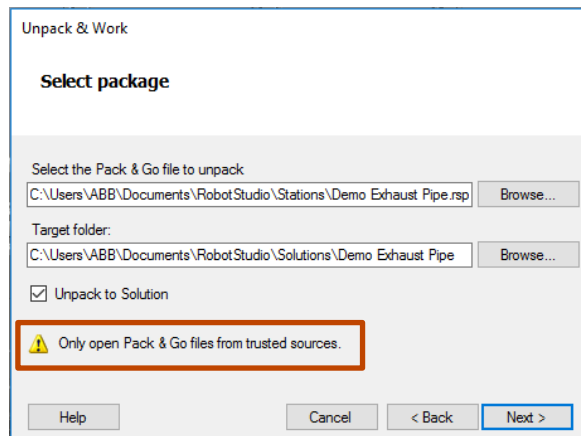 Unpack & Work
Select package
Select the Pack & Go file to unpack
C:\Users\ABB\Documents\RobotStudio\Stations\Demo Exhaust Pipe.rsp
Browse...
Target folder:
C:\Users\ABB\Documents\RobotStudio\Solutions\Demo Exhaust Pipe
Browse...
Unpack to Solution
Only open Pack & Go files from trusted sources.
Help
Cancel
< Back
Next >